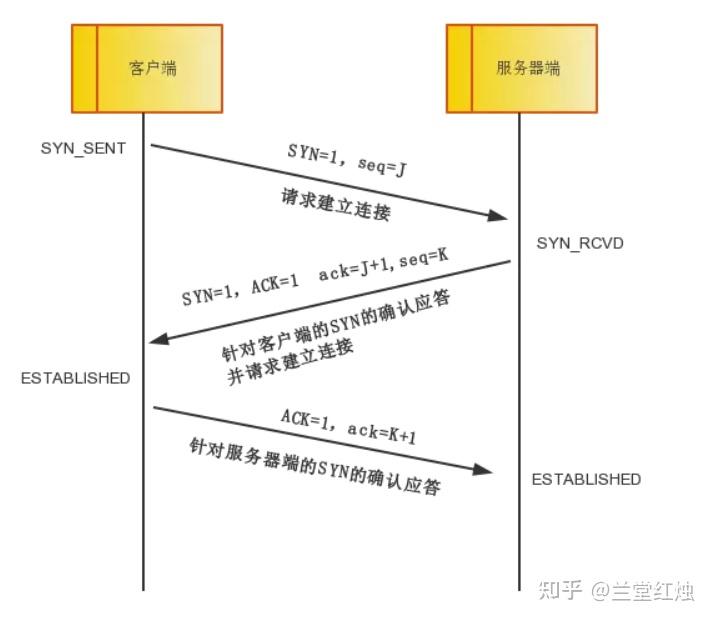 客户端
服务器端
SYN_SENT
SYN=1, seq=J
请求建立连接
SYN_RCVD
SYN=1, ACK=1 ack=J+1,seq=K
针对客户端的SYN的确认应答
并请求建立连接
ESTABLISHED
ACK=1, ack=K+1
针对服务器端的SYN的确认应答
ESTABLISHED
知乎 @兰堂红烛